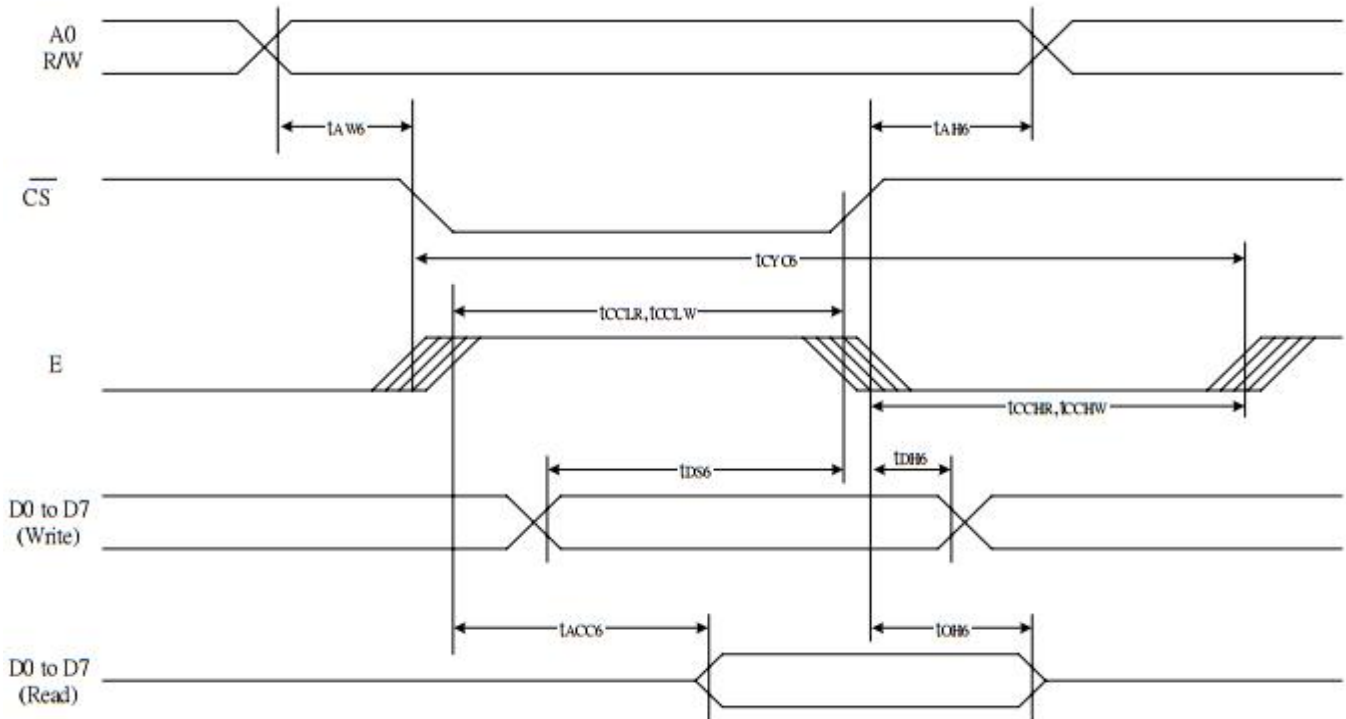 A0
R/W
tAW6
tAH6
CS
tCYC6
tCCLR,tCCLW
E
tCCHR,tCCHW
tDS6
tDH6
D0 to D7
(Write)
tACC6
tOH6
D0 to D7
(Read)